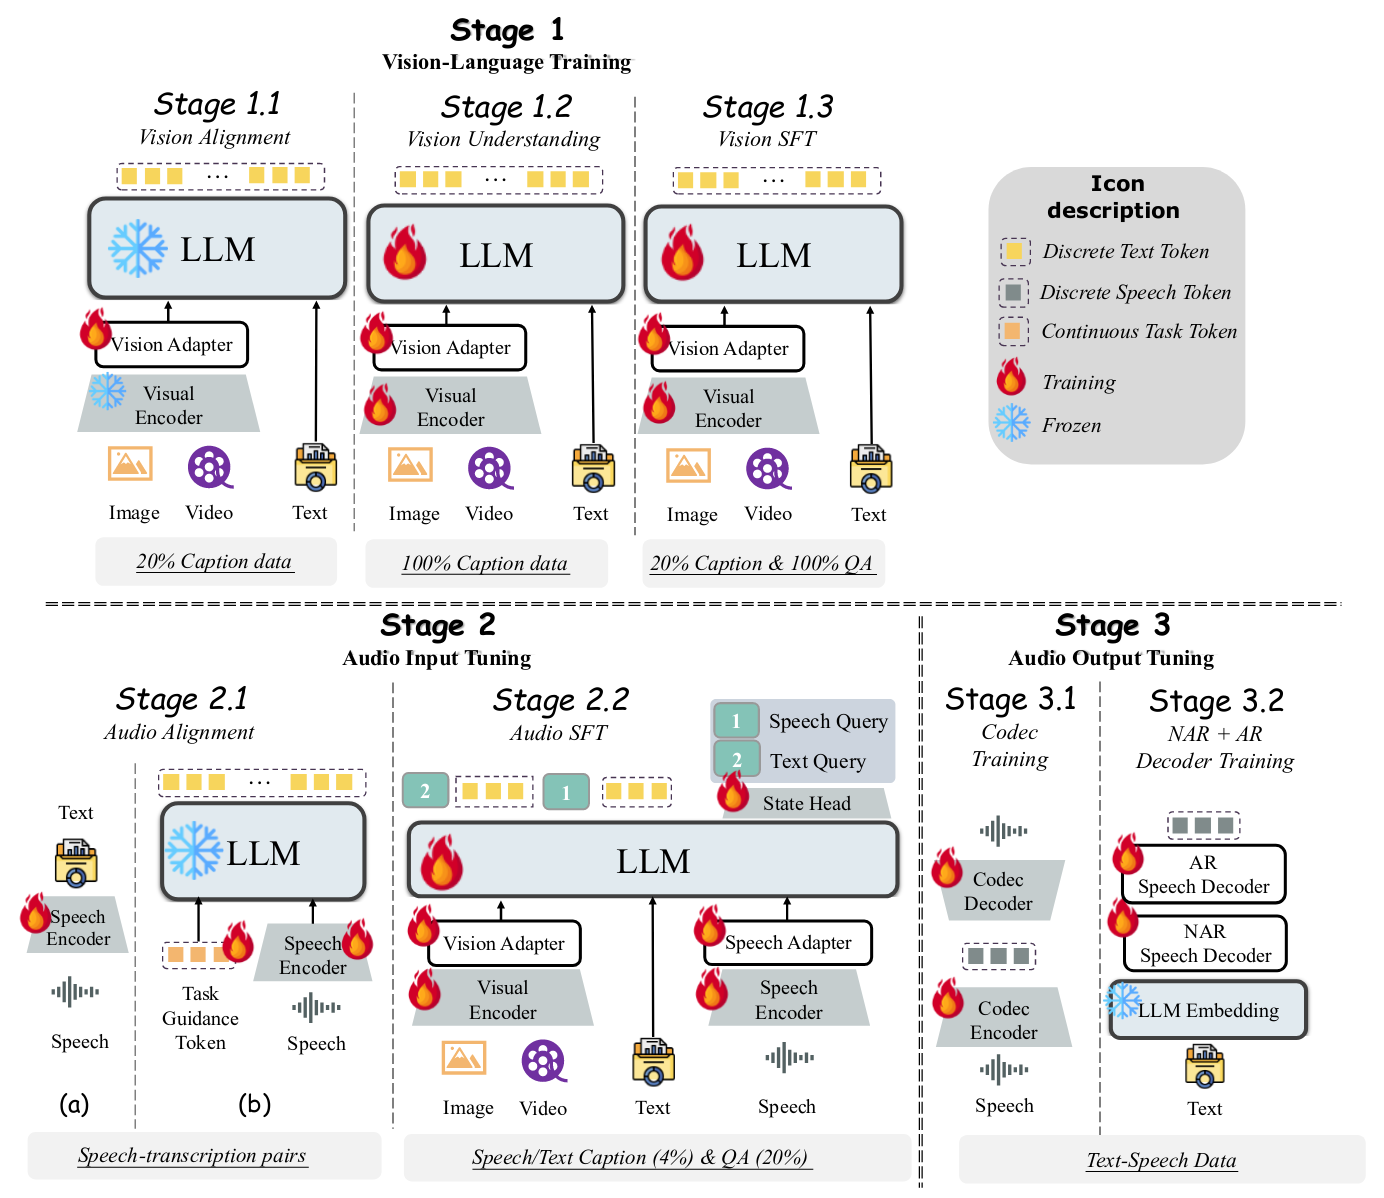 Stage 1
Vision-Language Training
Stage 1.1
Vision Alignment
...
LLM
Vision Adapter
Visual
Encoder
Image
Video
Text
20% Caption data
Stage 1.2
Vision Understanding
...
LLM
Vision Adapter
Visual
Encoder
Image
Video
Text
100% Caption data
Stage 1.3
Vision SFT
...
LLM
Vision Adapter
Visual
Encoder
Image
Video
Text
20% Caption & 100% QA
Icon
description
Discrete Text Token
Discrete Speech Token
Continuous Task Token
Training
Frozen
Stage 2
Audio Input Tuning
Stage 2.1
Audio Alignment
Text
Speech
Encoder
Speech
(a)
...
LLM
Speech
Encoder
Task
Guidance
Token
Speech
(b)
Speech-transcription pairs
Stage 2.2
Audio SFT
1 Speech Query
2 Text Query
State Head
2
1
LLM
Vision Adapter
Speech Adapter
Visual
Encoder
Speech
Encoder
Image
Video
Text
Speech
Speech/Text Caption (4%) & QA (20%)
Stage 3
Audio Output Tuning
Stage 3.1
Codec
Training
Codec
Decoder
Codec
Encoder
Speech
Stage 3.2
NAR + AR
Decoder Training
AR
Speech Decoder
NAR
Speech Decoder
LLM Embedding
Text
Text-Speech Data